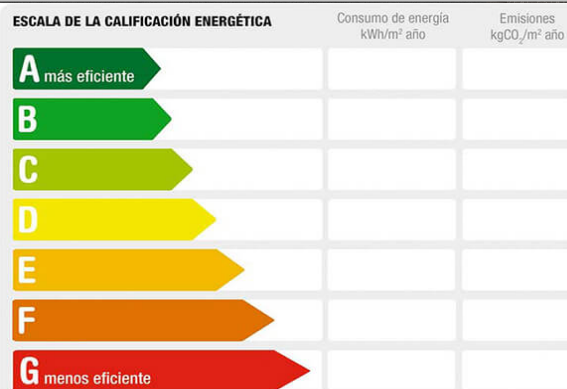 ESCALA DE LA CALIFICACIÓN ENERGÉTICA
Consumo de energía
kWh/m² año
Emisiones
kgCO₂/m² año
A más eficiente
B
C
D
E
F
G menos eficiente